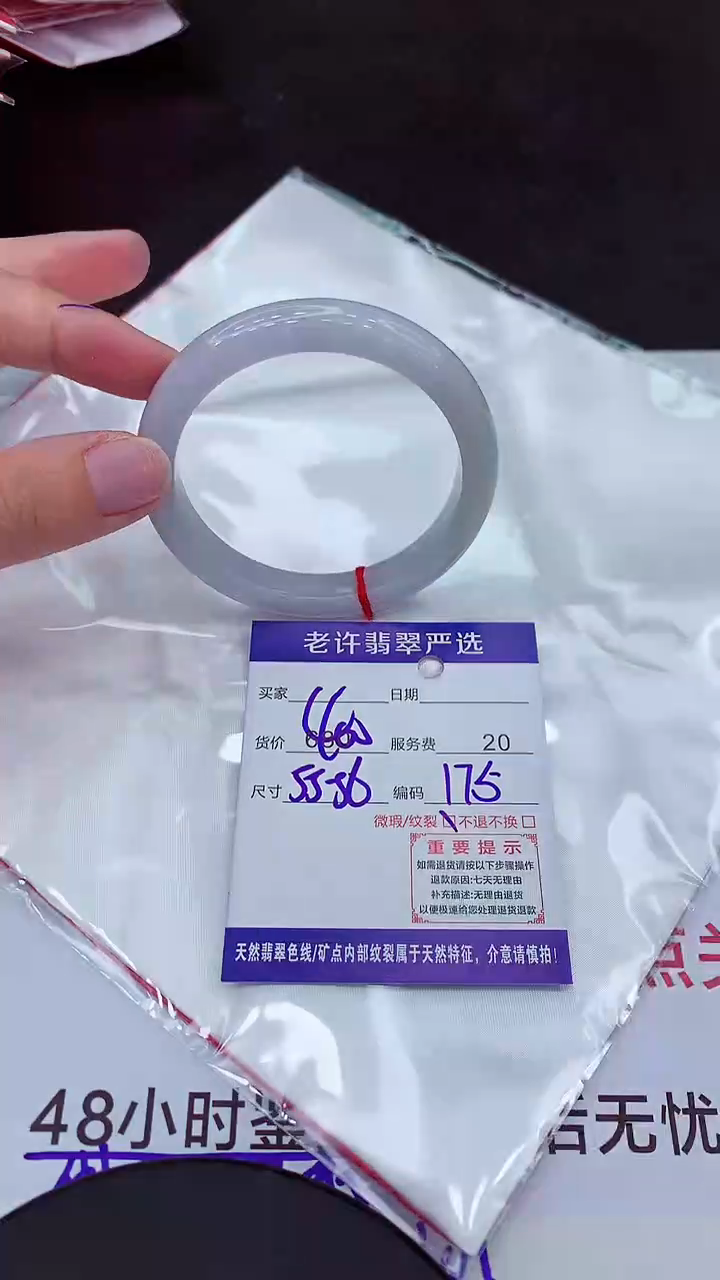 老许翡翠严选
买家 日期
货价 服务费 20
尺寸 5556 编码 175
微瑕/纹裂 不退不换
重要提示
如需退货请按以下步骤操作
退款原因:七天无理由
补充描述:无理由退货
以便极速给您处理退货退款
天然翡翠色线/矿点内部纹裂属于天然特征，介意请慎拍!
点关
48小时鉴 后无忧